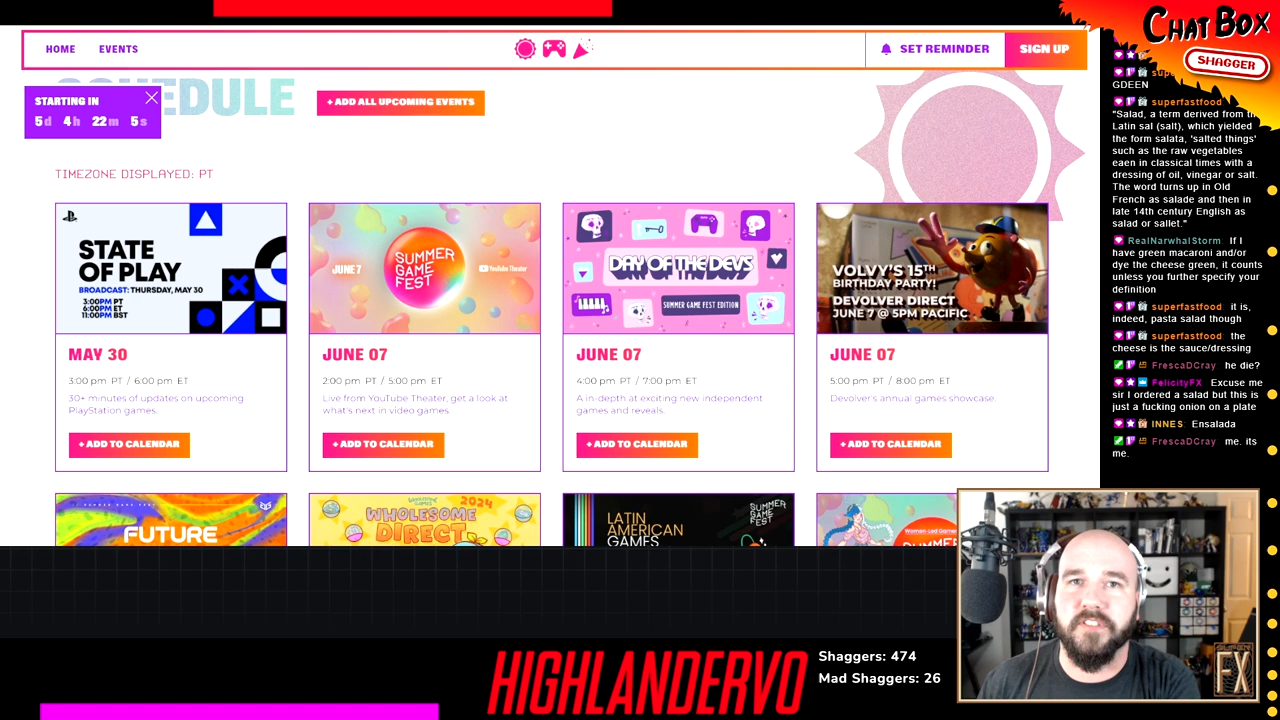 HOME
EVENTS
SET REMINDER
SIGN UP
EDULE
STARTING IN
5d 4h 22m 5s
+ ADD ALL UPCOMING EVENTS
TIMEZONE DISPLAYED: PT
STATE
OF PLAY
BROADCAST: THURSDAY, MAY 30
3:00PM PT
6:00PM ET
11:00PM BST
MAY 30
3:00 pm PT / 6:00 pm ET
30+ minutes of updates on upcoming
PlayStation games.
+ ADD TO CALENDAR
JUNE 7
SUMMER
GAME
FEST
YouTube Theater
JUNE 07
2:00 pm PT / 5:00 pm ET
Live from YouTube Theater, get a look at
what's next in video games.
+ ADD TO CALENDAR
DAY OF THE DEVS
SUMMER GAME FEST EDITION
JUNE 07
4:00 pm PT / 7:00 pm ET
A in-depth at exciting new independent
games and reveals.
+ ADD TO CALENDAR
VOLVY'S 15TH
BIRTHDAY PARTY!
DEVOLVER DIRECT
JUNE 7 @ 5PM PACIFIC
JUNE 07
5:00 pm PT / 8:00 pm ET
Devolver's annual games showcase.
+ ADD TO CALENDAR
FUTURE
WHOLESOME
DIRECT
2024
LATIN
AMERICAN
GAMES
SUMMER
GAME
FEST
Women-Led Games
SUMMER
CHAT BOX
SHAGGER
GDEEN
superfastfood
"Salad, a term derived from the
Latin sal (salt), which yielded
the form salata, 'salted things'
such as the raw vegetables
eaen in classical times with a
dressing of oil, vinegar or salt.
The word turns up in Old
French as salade and then in
late 14th century English as
salad or sallet."
RealNarwhalStorm: If I
have green macaroni and/or
dye the cheese green, it counts
unless you further specify your
definition
superfastfood: it is,
indeed, pasta salad though
superfastfood: the
cheese is the sauce/dressing
FrescaDCray: he die?
FelicityFX: Excuse me
sir I ordered a salad but this is
just a fucking onion on a plate
INNES: Ensalada
FrescaDCray: me. its
me.
HIGHLANDERVO
Shaggers: 474
Mad Shaggers: 26
SUPER
FX